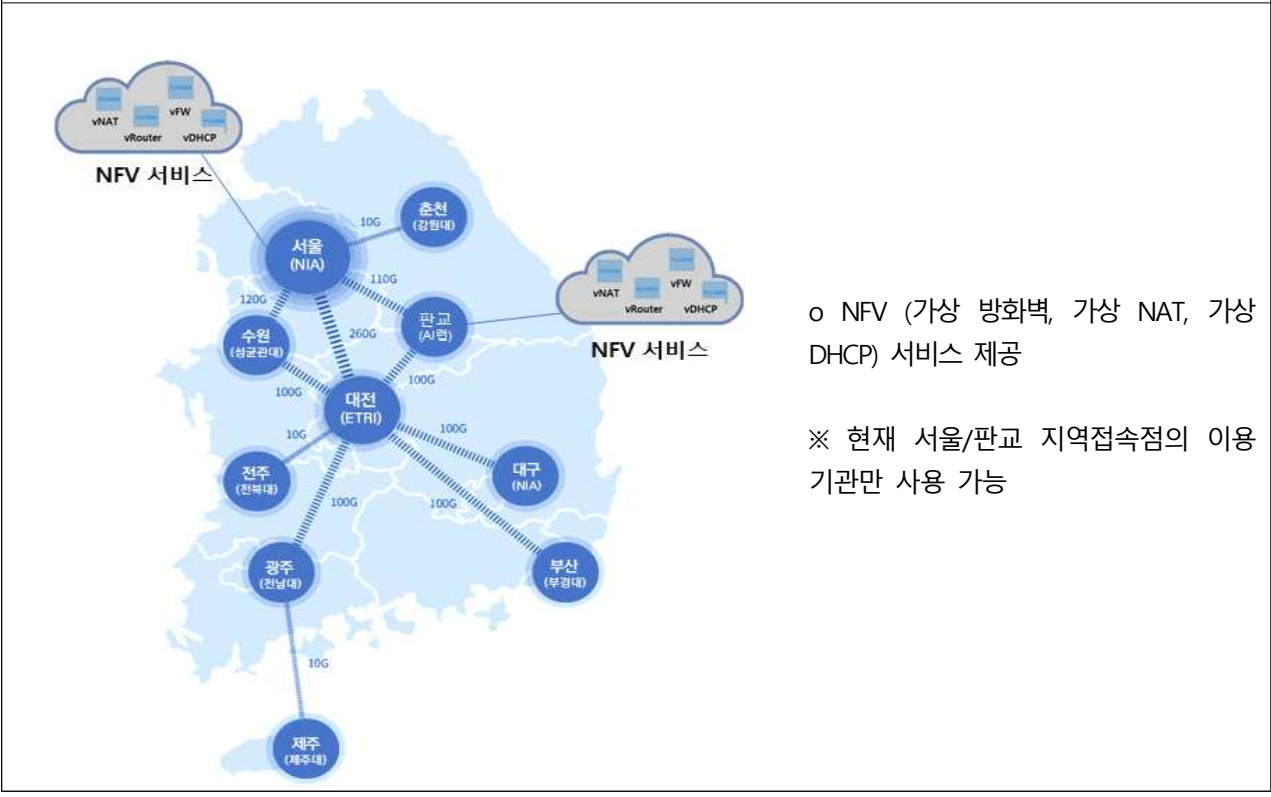 vNAT
vFW
vRouter
vDHCP
NFV 서비스
서울
(NIA)
10G
춘천
(강원대)
110G
120G
수원
(성균관대)
260G
판교
(AI랩)
vNAT
vFW
vRouter
vDHCP
NFV 서비스
100G
100G
대전
(ETRI)
10G
100G
전주
(전북대)
대구
(NIA)
100G
100G
광주
(전남대)
부산
(부경대)
10G
제주
(제주대)
o NFV (가상 방화벽, 가상 NAT, 가상
DHCP) 서비스 제공
※ 현재 서울/판교 지역접속점의 이용
기관만 사용 가능